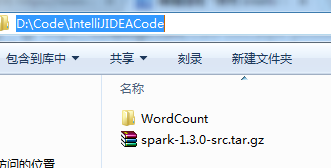 D:\Code\IntelliJIDEACode
包含到库中 共享 刻录 新建文件夹
名称
WordCount
spark-1.3.0-src.tar.gz
访问的位置